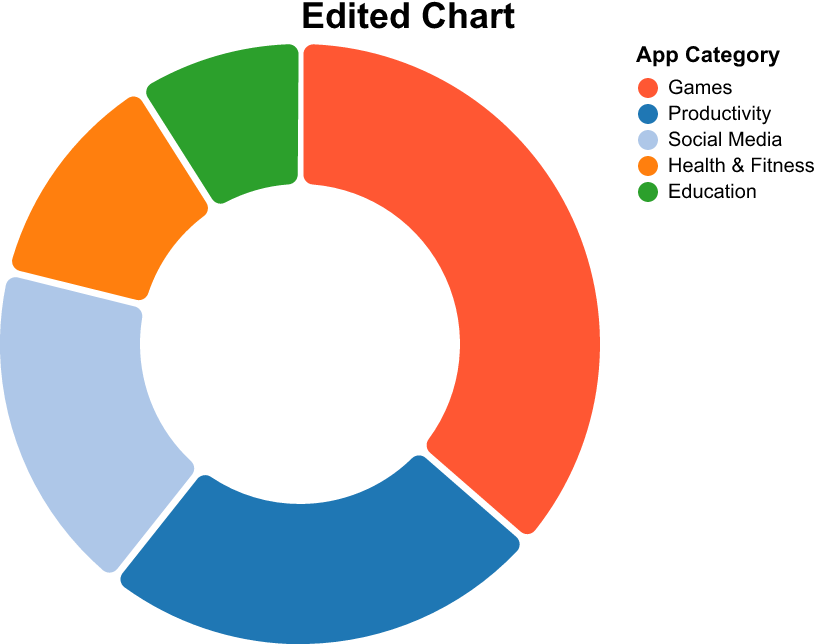 Edited Chart
App Category
Games
Productivity
Social Media
Health & Fitness
Education